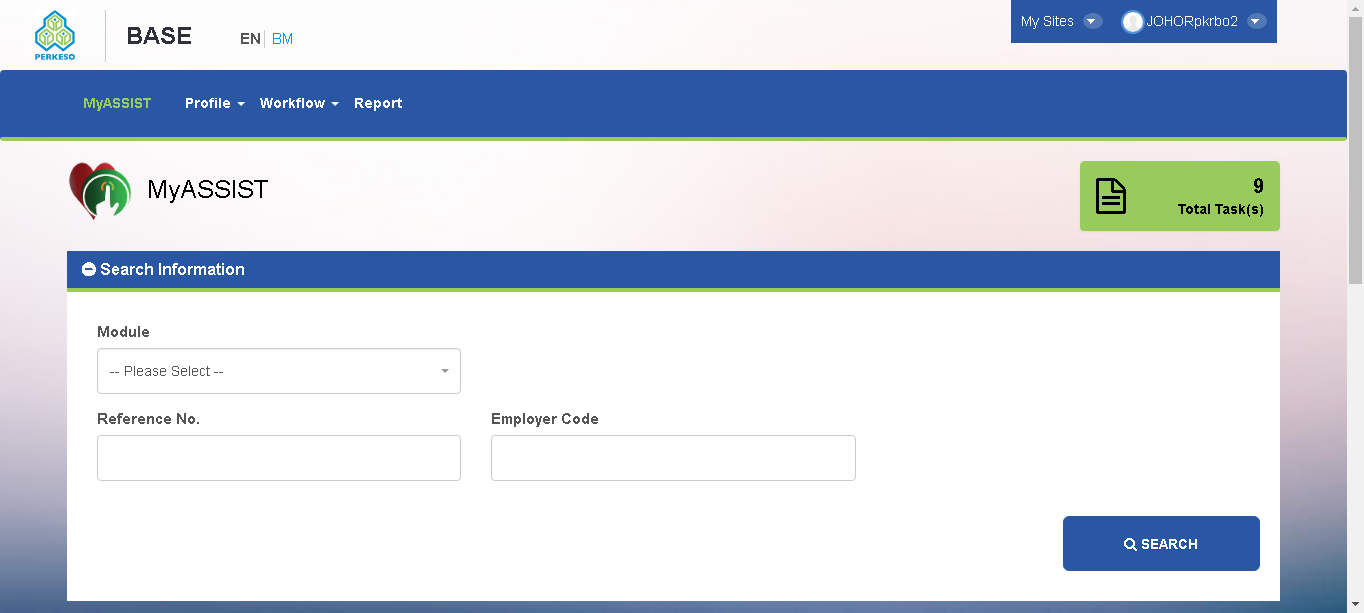 PERKESO
BASE
EN BM
My Sites JOHORpkrbo2
MyASSIST Profile Workflow Report
MyASSIST
9
Total Task(s)
Search Information
Module
-- Please Select --
Reference No. Employer Code
SEARCH